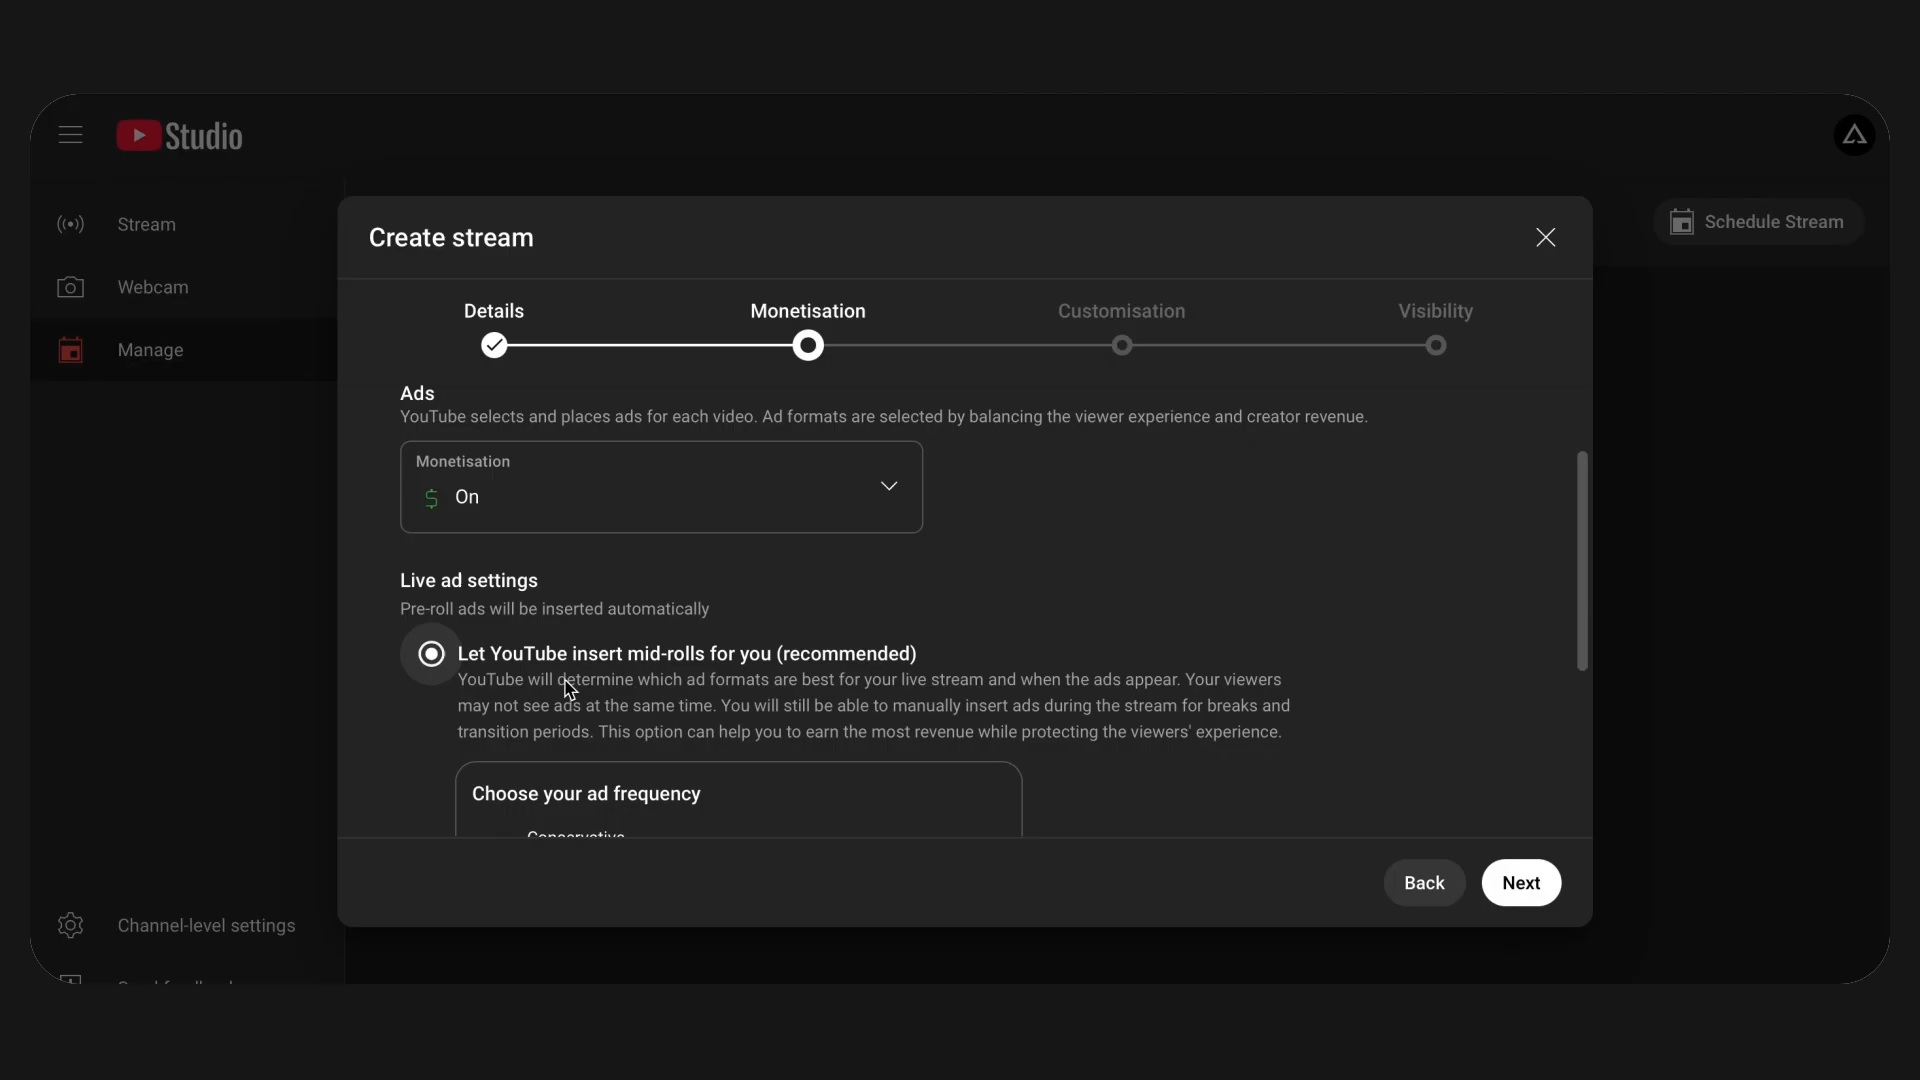 Studio
Stream
Webcam
Manage
Schedule Stream
Create stream
Details
Monetisation
Customisation
Visibility
Ads
YouTube selects and places ads for each video. Ad formats are selected by balancing the viewer experience and creator revenue.
Monetisation
On
Live ad settings
Pre-roll ads will be inserted automatically
Let YouTube insert mid-rolls for you (recommended)
YouTube will determine which ad formats are best for your live stream and when the ads appear. Your viewers
may not see ads at the same time. You will still be able to manually insert ads during the stream for breaks and
transition periods. This option can help you to earn the most revenue while protecting the viewers' experience.
Choose your ad frequency
Conservative
Back
Next
Channel-level settings